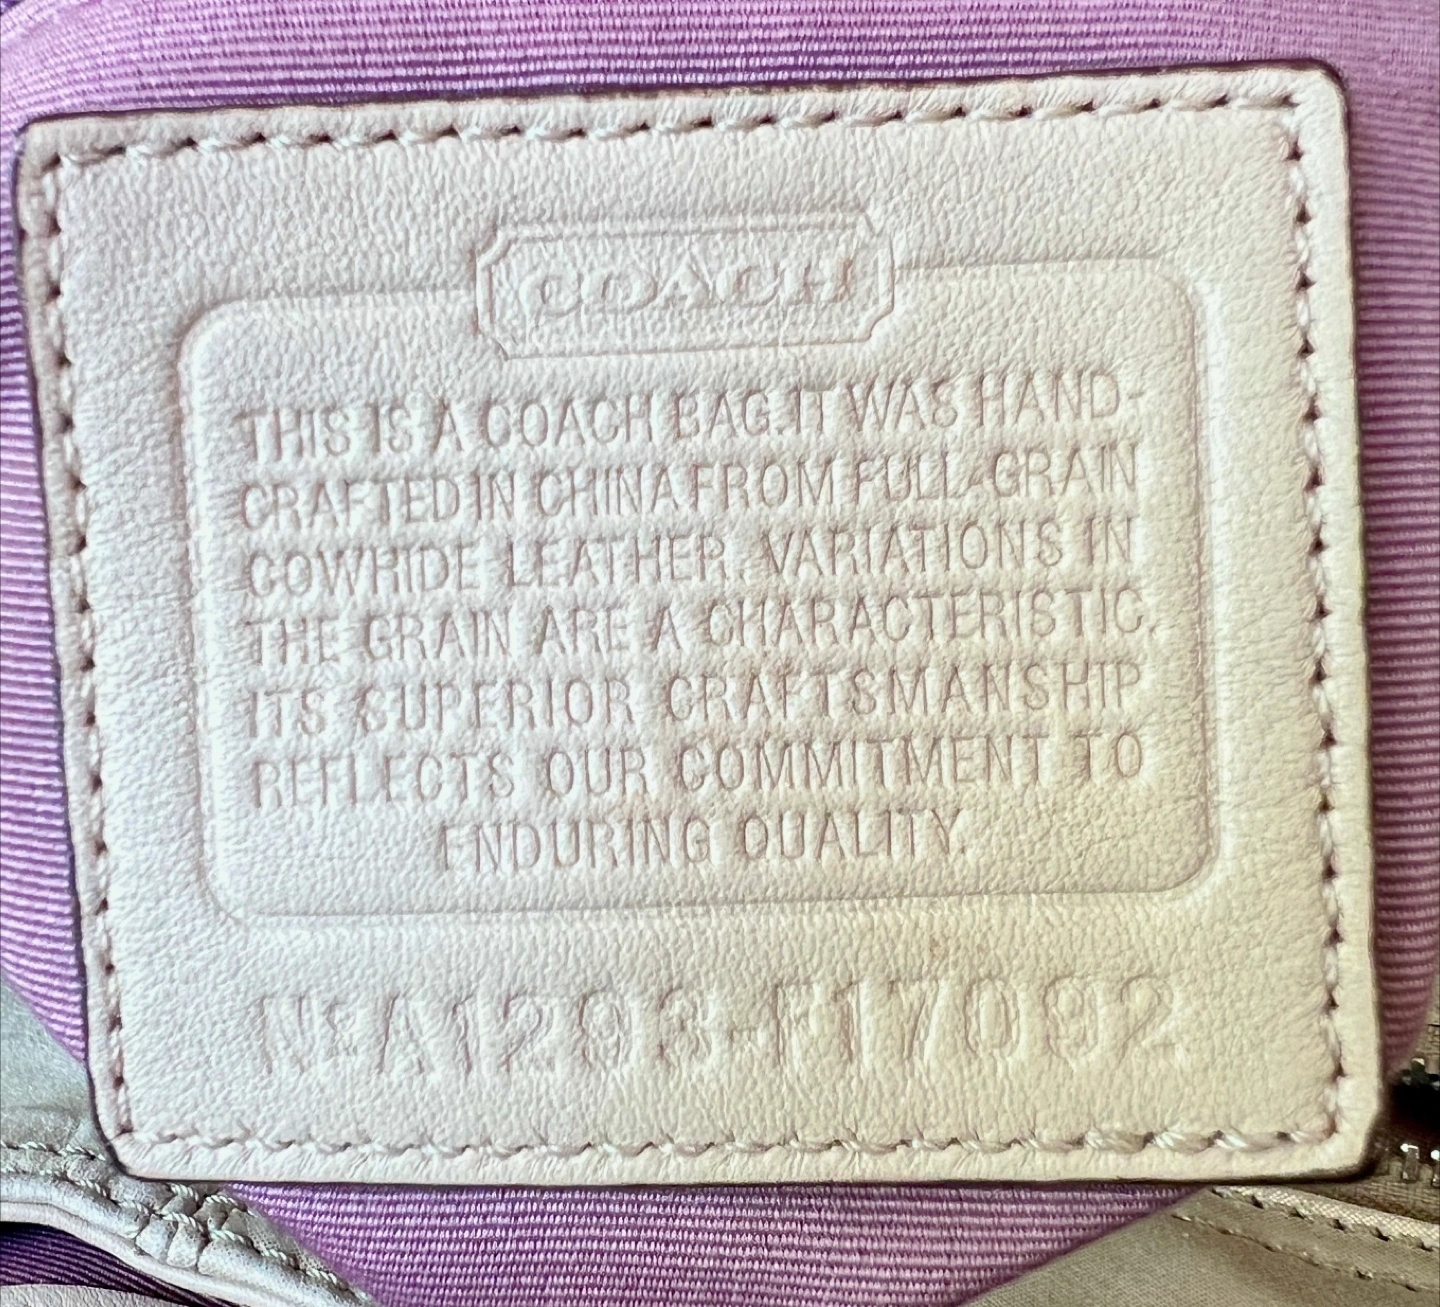 COACH
THIS IS A COACH BAG. IT WAS HAND-
CRAFTED IN CHINA FROM FULL-GRAIN
COWHIDE LEATHER. VARIATIONS IN
THE GRAIN ARE A CHARACTERISTIC.
ITS SUPERIOR CRAFTSMANSHIP
REFLECTS OUR COMMITMENT TO
ENDURING QUALITY.
Nº A1293-F17092